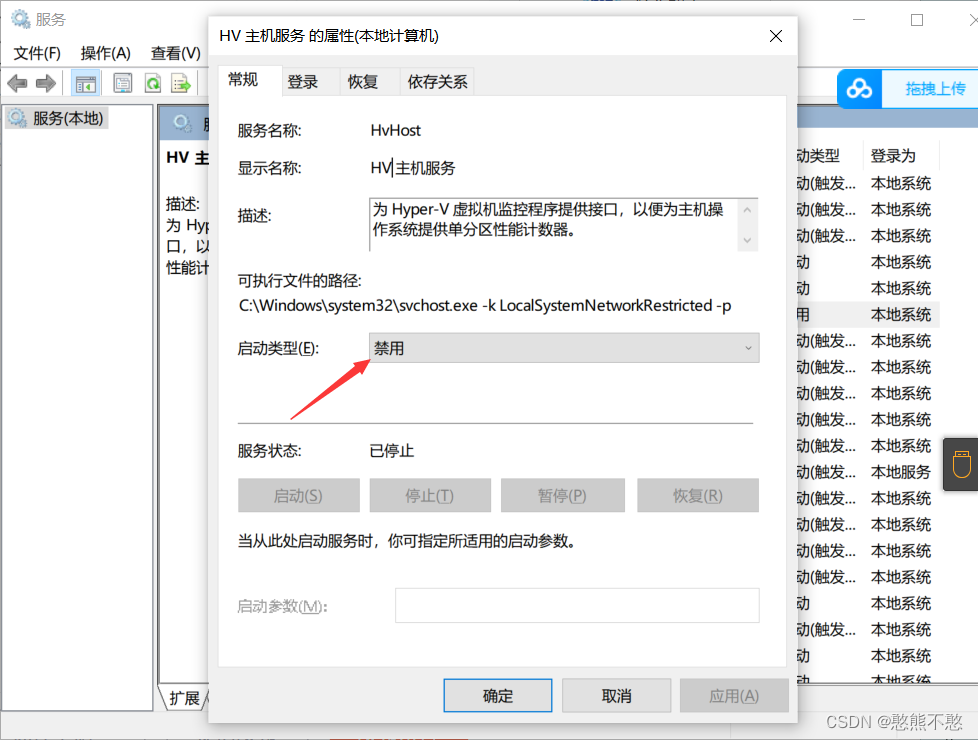 服务
文件(F) 操作(A) 查看(V)
服务(本地)
HV 主
描述:
为 Hyp
口，以
性能计
扩展
HV 主机服务 的属性(本地计算机)
常规 登录 恢复 依存关系
服务名称: HvHost
显示名称: HV 主机服务
描述: 为 Hyper-V 虚拟机监控程序提供接口，以便为主机操
作系统提供单分区性能计数器。
可执行文件的路径:
C:\Windows\system32\svchost.exe -k LocalSystemNetworkRestricted -p
启动类型(E): 禁用
服务状态: 已停止
启动(S) 停止(T) 暂停(P) 恢复(R)
当从此处启动服务时，你可指定所适用的启动参数。
启动参数(M):
确定 取消 应用(A)
拖拽上传
动类型 登录为
动(触发... 本地系统
动(触发... 本地系统
动(触发... 本地系统
动 本地系统
动 本地系统
用 本地系统
动(触发... 本地系统
动(触发... 本地系统
动(触发... 本地系统
动(触发... 本地系统
动(触发... 本地系统
动(触发... 本地服务
动(触发... 本地系统
动(触发... 本地系统
动(触发... 本地系统
动(触发... 本地系统
动 本地系统
动(触发... 本地系统
动 本地系统
动 本地系统
CSDN @憨熊不憨